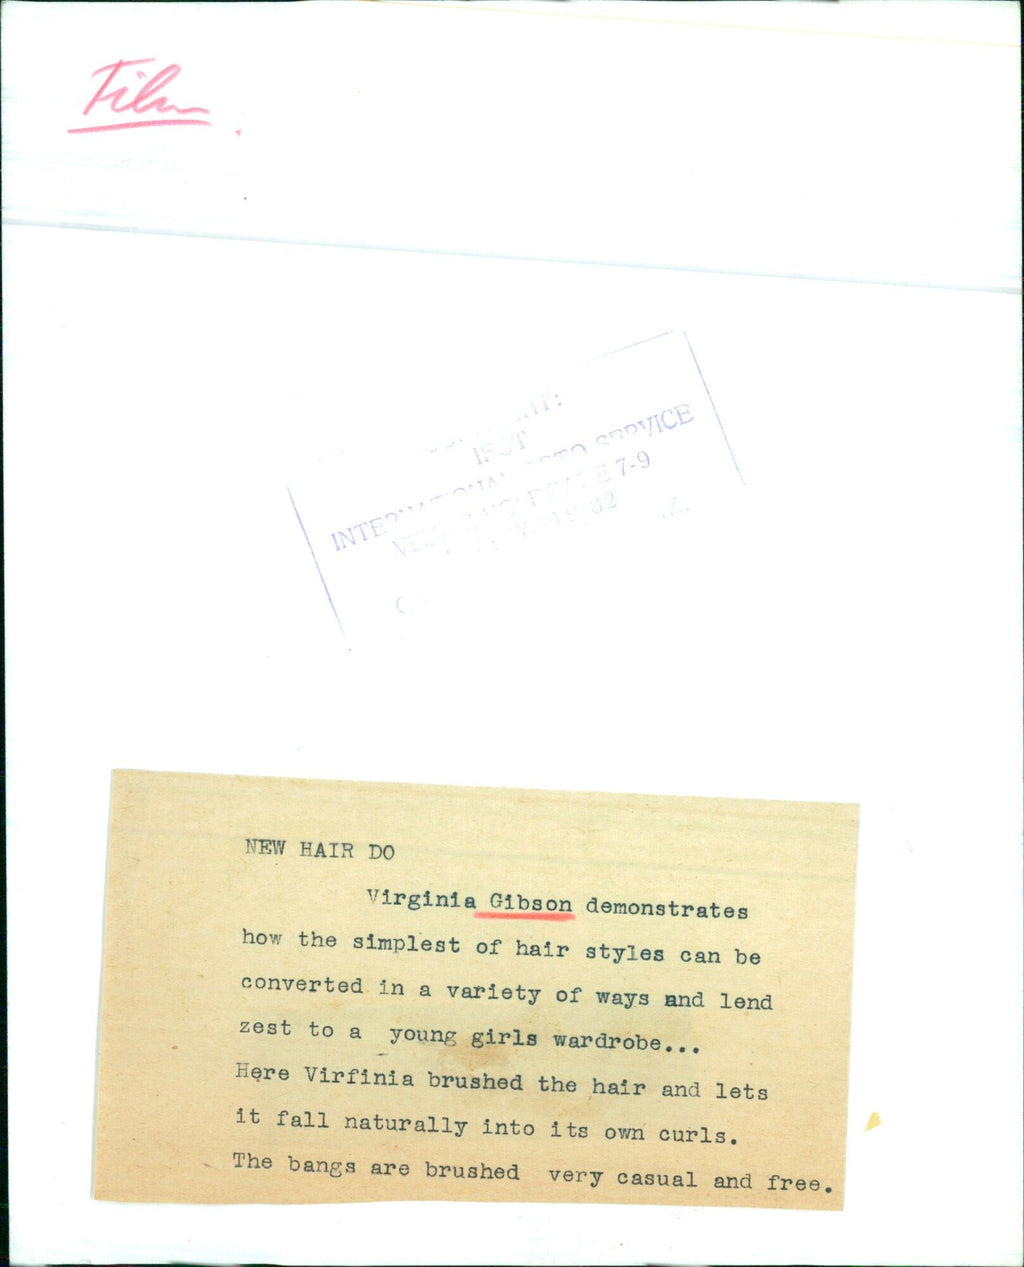 Film
INTERNATIONAL FOTO SERVICE
7-9
NEW HAIR DO
Virginia Gibson demonstrates
how the simplest of hair styles can be
converted in a variety of ways and lend
zest to a young girls wardrobe...
Here Virfinia brushed the hair and lets
it fall naturally into its own curls.
The bangs are brushed very casual and free.